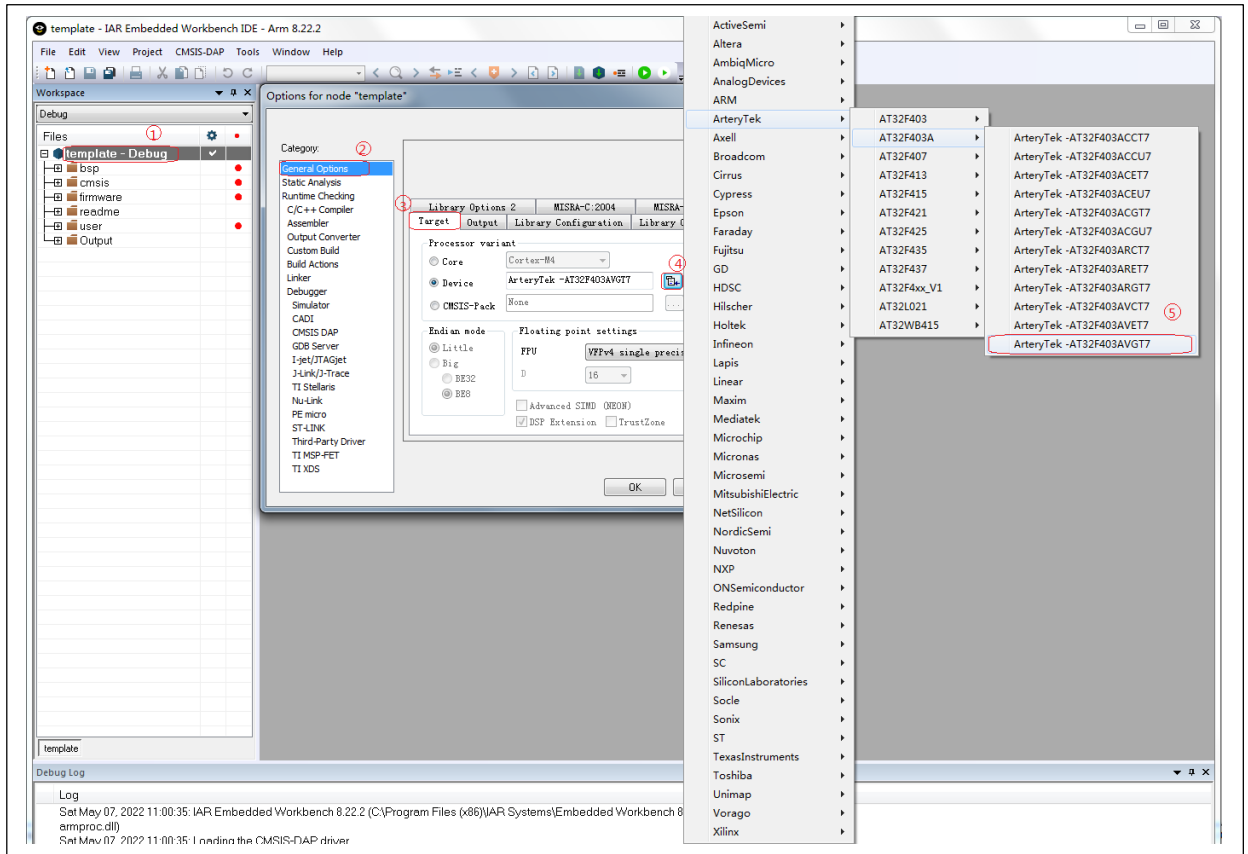 template - IAR Embedded Workbench IDE - Arm 8.22.2
File Edit View Project CMSIS-DAP Tools Window Help
Workspace
Debug
Files
①
template - Debug
bsp
cmsis
firmware
readme
user
Output
template
Options for node "template"
Category:
②
General Options
Static Analysis
Runtime Checking
C/C++ Compiler
Assembler
Output Converter
Custom Build
Build Actions
Linker
Debugger
Simulator
CADI
CMSIS DAP
GDB Server
I-jet/JTAGjet
J-Link/J-Trace
TI Stellaris
Nu-Link
PE micro
ST-LINK
Third-Party Driver
TI MSP-FET
TI XDS
③
Library Options 2 MISRA-C:2004 MISRA-
Target Output Library Configuration Library
Processor variant
Core Cortex-M4
④
Device ArteryTek -AT32F403AVGT7
CMSIS-Pack None
...
Endian mode
Little
Big
BE32
BE8
Floating point settings
FPU VFPv4 single precis
D 16
Advanced SIMD (NEON)
DSP Extension TrustZone
OK
ActiveSemi
Altera
AmbiqMicro
AnalogDevices
ARM
ArteryTek
Axell
Broadcom
Cirrus
Cypress
Epson
Faraday
Fujitsu
GD
HDSC
Hilscher
Holtek
Infineon
Lapis
Linear
Maxim
Mediatek
Microchip
Micronas
Microsemi
MitsubishiElectric
NetSilicon
NordicSemi
Nuvoton
NXP
ONSemiconductor
Redpine
Renesas
Samsung
SC
SiliconLaboratories
Socle
Sonix
ST
TexasInstruments
Toshiba
Unimap
Vorago
Xilinx
AT32F403
AT32F403A
AT32F407
AT32F413
AT32F415
AT32F421
AT32F425
AT32F435
AT32F437
AT32F4xx_V1
AT32L021
AT32WB415
ArteryTek -AT32F403ACCT7
ArteryTek -AT32F403ACCU7
ArteryTek -AT32F403ACET7
ArteryTek -AT32F403ACEU7
ArteryTek -AT32F403ACGT7
ArteryTek -AT32F403ACGU7
ArteryTek -AT32F403ARCT7
ArteryTek -AT32F403ARET7
ArteryTek -AT32F403ARGT7
ArteryTek -AT32F403AVCT7
⑤
ArteryTek -AT32F403AVET7
ArteryTek -AT32F403AVGT7
Debug Log
Log
Sat May 07, 2022 11:00:35: IAR Embedded Workbench 8.22.2 (C:\Program Files (x86)\IAR Systems\Embedded Workbench 8
armproc.dll)
Sat May 07, 2022 11:00:35: Loading the CMSIS-DAP driver